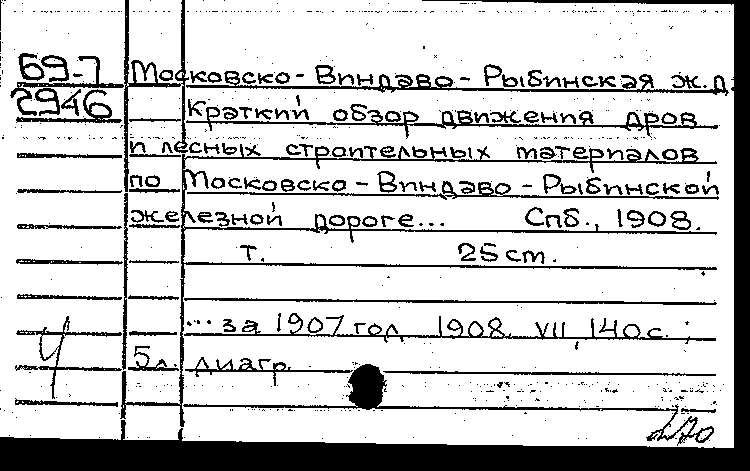 69-7 Московско-Виндаво-Рыбинская ж.д.
2946 Краткий обзор движения дров
и лесных строительных материалов
по Московско-Виндаво-Рыбинской
железной дороге... Спб., 1908.
т. 25 ст.
...за 1907 год 1908. VII, 140 с.;
5 л. диагр.